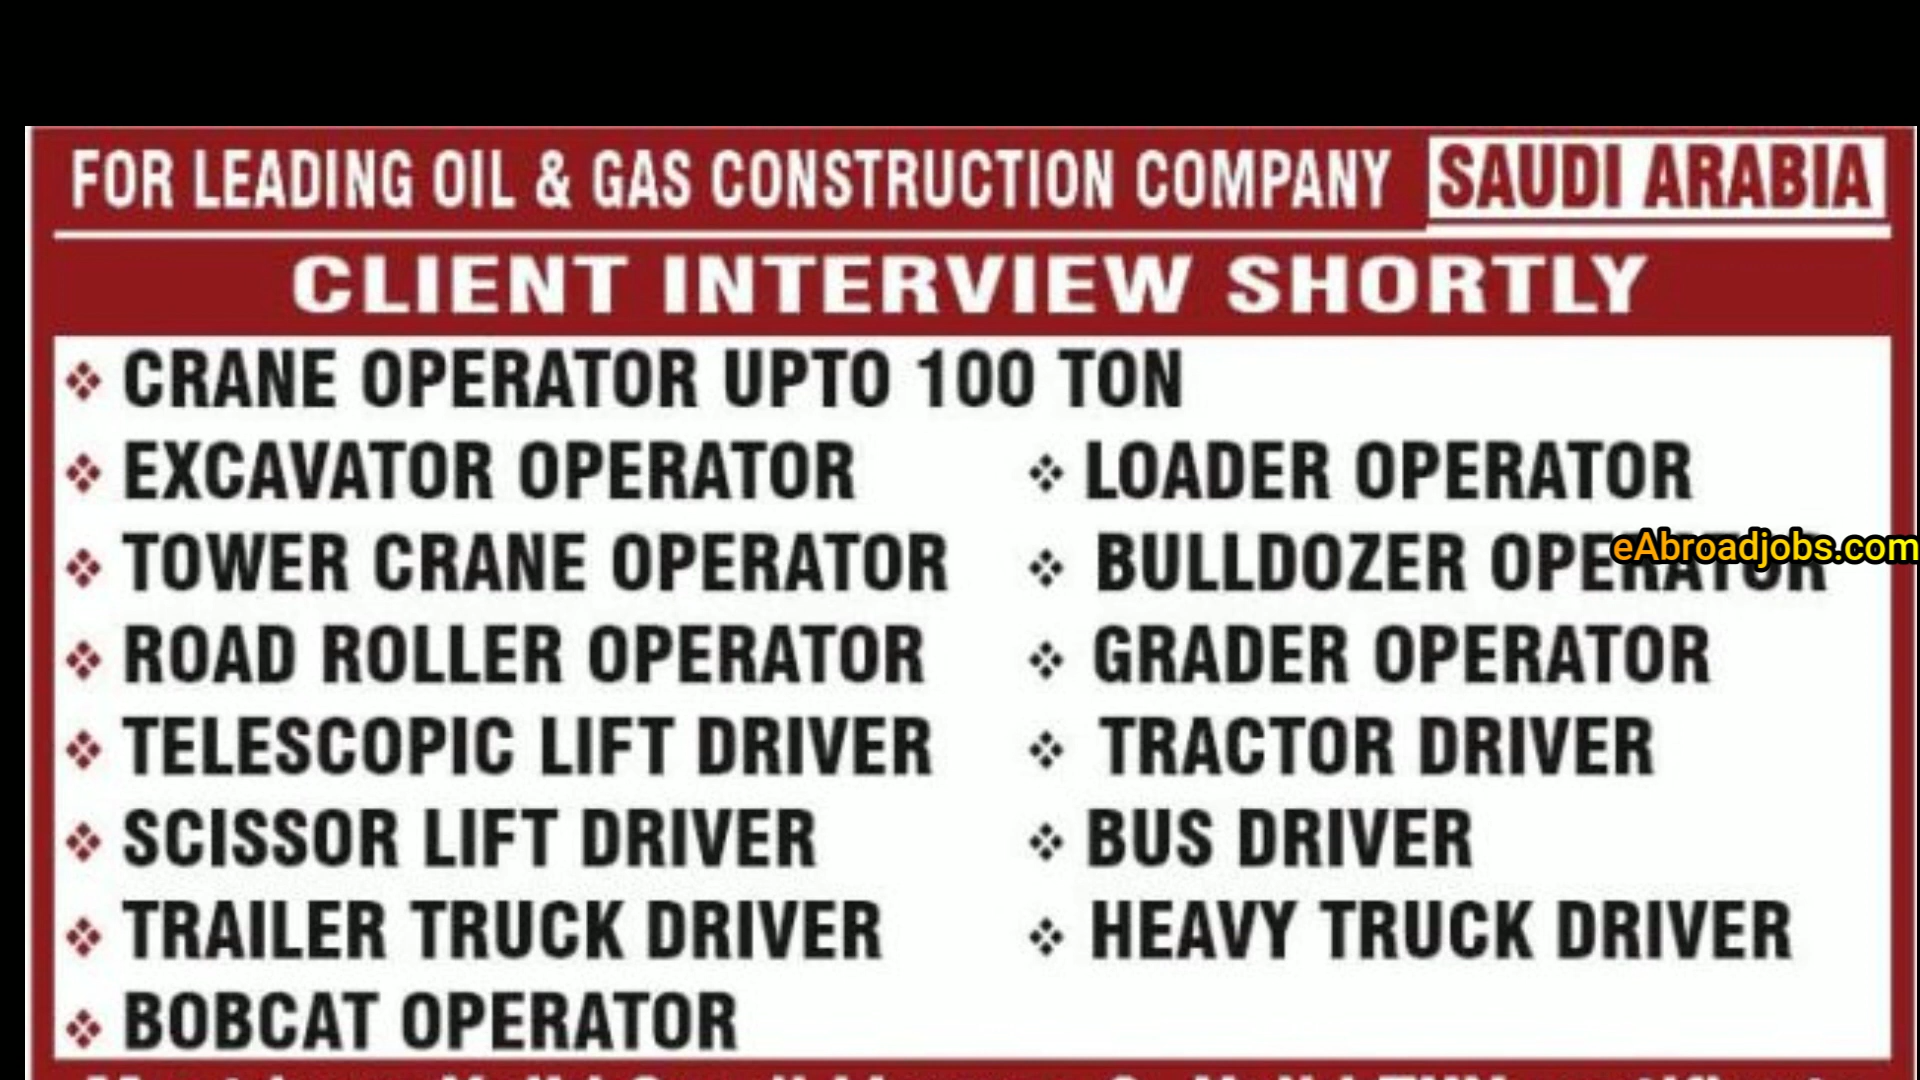 FOR LEADING OIL & GAS CONSTRUCTION COMPANY SAUDI ARABIA
CLIENT INTERVIEW SHORTLY
❖ CRANE OPERATOR UPTO 100 TON
❖ EXCAVATOR OPERATOR ❖ LOADER OPERATOR
❖ TOWER CRANE OPERATOR ❖ BULLDOZER OPERATOR
eAbroadjobs.com
❖ ROAD ROLLER OPERATOR ❖ GRADER OPERATOR
❖ TELESCOPIC LIFT DRIVER ❖ TRACTOR DRIVER
❖ SCISSOR LIFT DRIVER ❖ BUS DRIVER
❖ TRAILER TRUCK DRIVER ❖ HEAVY TRUCK DRIVER
❖ BOBCAT OPERATOR